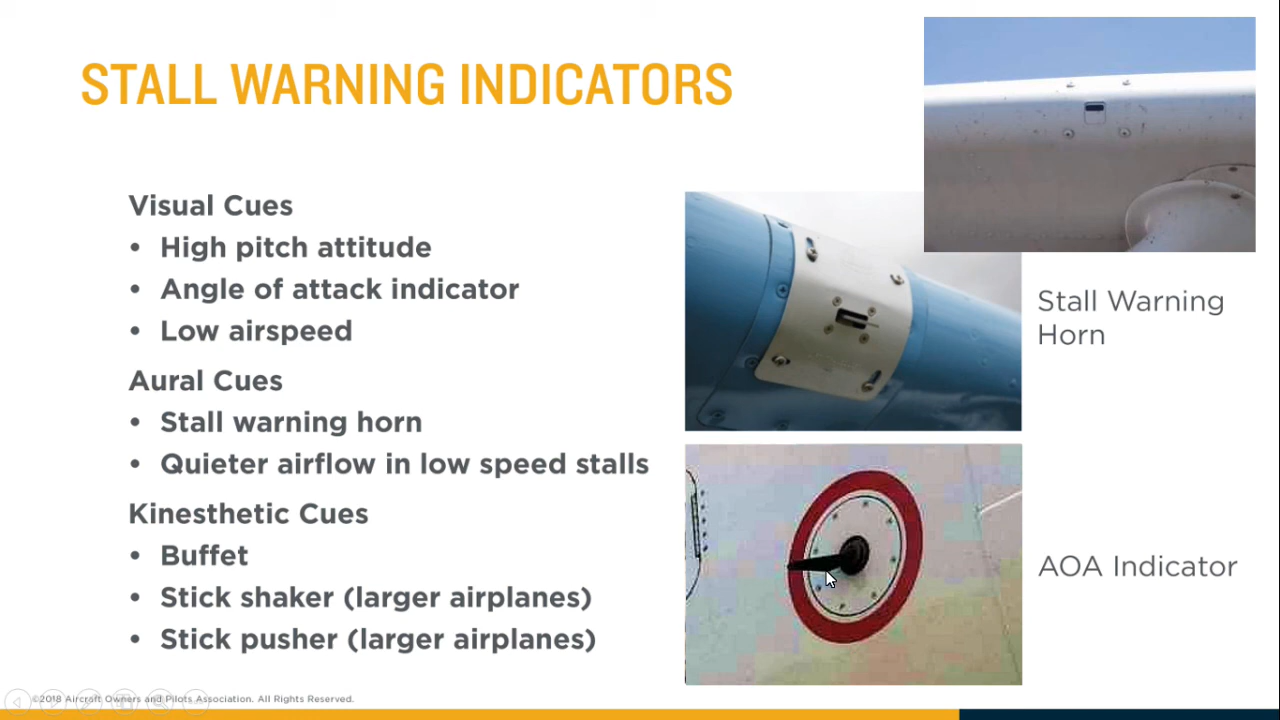 STALL WARNING INDICATORS
Visual Cues
• High pitch attitude
• Angle of attack indicator
• Low airspeed
Aural Cues
• Stall warning horn
• Quieter airflow in low speed stalls
Kinesthetic Cues
• Buffet
• Stick shaker (larger airplanes)
• Stick pusher (larger airplanes)
Stall Warning
Horn
AOA Indicator
©2018 Aircraft Owners and Pilots Association. All Rights Reserved.